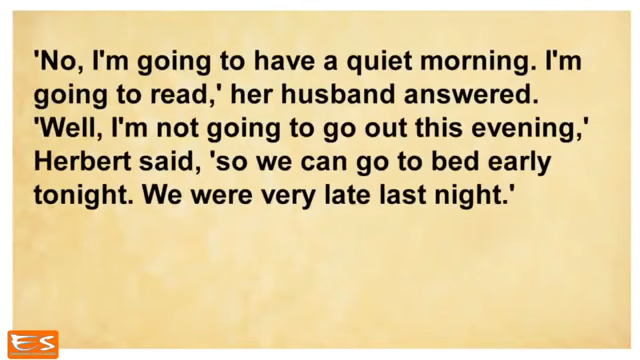 'No, I'm going to have a quiet morning. I'm
going to read,' her husband answered.
'Well, I'm not going to go out this evening,'
Herbert said, 'so we can go to bed early
tonight. We were very late last night.'
ES